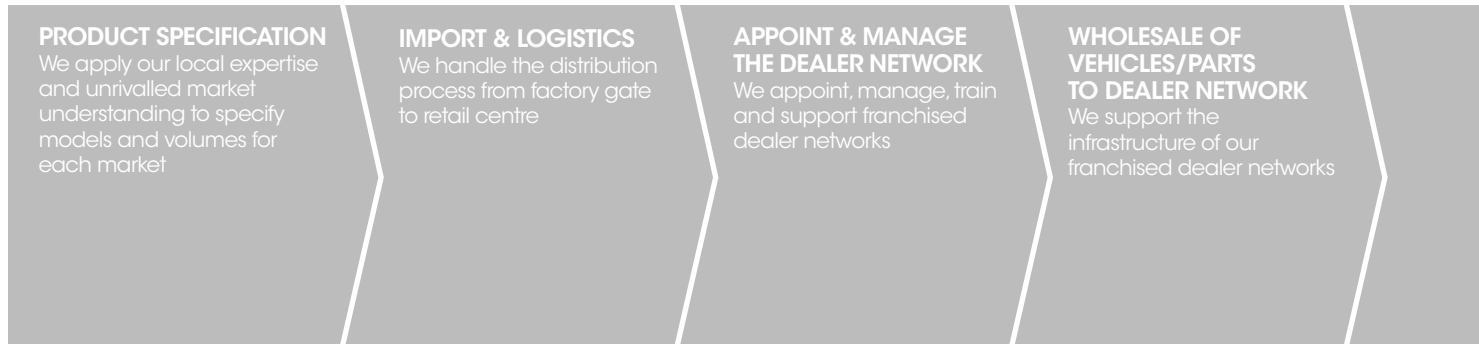 PRODUCT SPECIFICATION
We apply our local expertise
and unrivalled market
understanding to specify
models and volumes for
each market
IMPORT & LOGISTICS
We handle the distribution
process from factory gate
to retail centre
APPOINT & MANAGE
THE DEALER NETWORK
We appoint, manage, train
and support franchised
dealer networks
WHOLESALE OF
VEHICLES/PARTS
TO DEALER NETWORK
We support the
infrastructure of our
franchised dealer networks